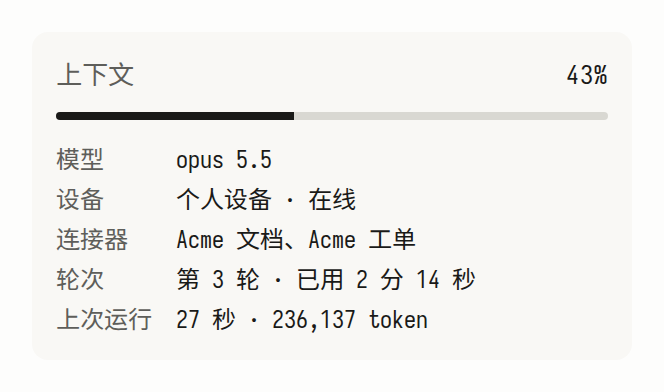 上下文 43%
模型 opus 5.5
设备 个人设备 · 在线
连接器 Acme 文档、Acme 工单
轮次 第 3 轮 · 已用 2 分 14 秒
上次运行 27 秒 · 236,137 token